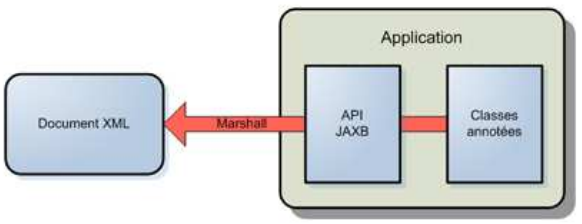 Application
Document XML
Marshall
API
JAXB
Classes
annotées